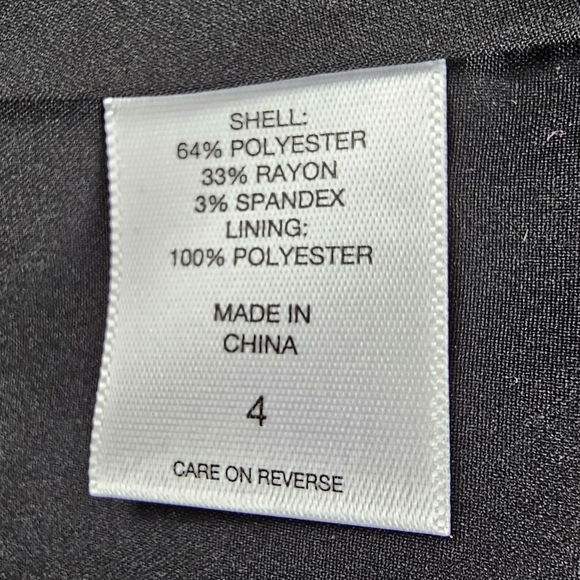 SHELL:
64% POLYESTER
33% RAYON
3% SPANDEX
LINING:
100% POLYESTER
MADE IN
CHINA
4
CARE ON REVERSE